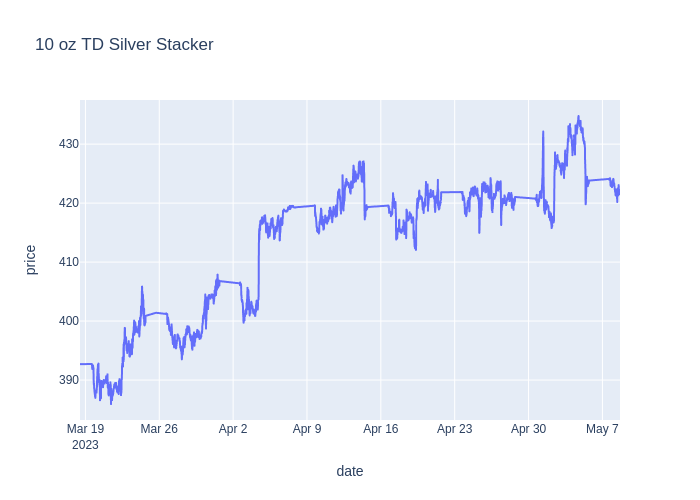 10 oz TD Silver Stacker
430
420
410
400
390
price
Mar 19
2023
Mar 26
Apr 2
Apr 9
Apr 16
Apr 23
Apr 30
May 7
date